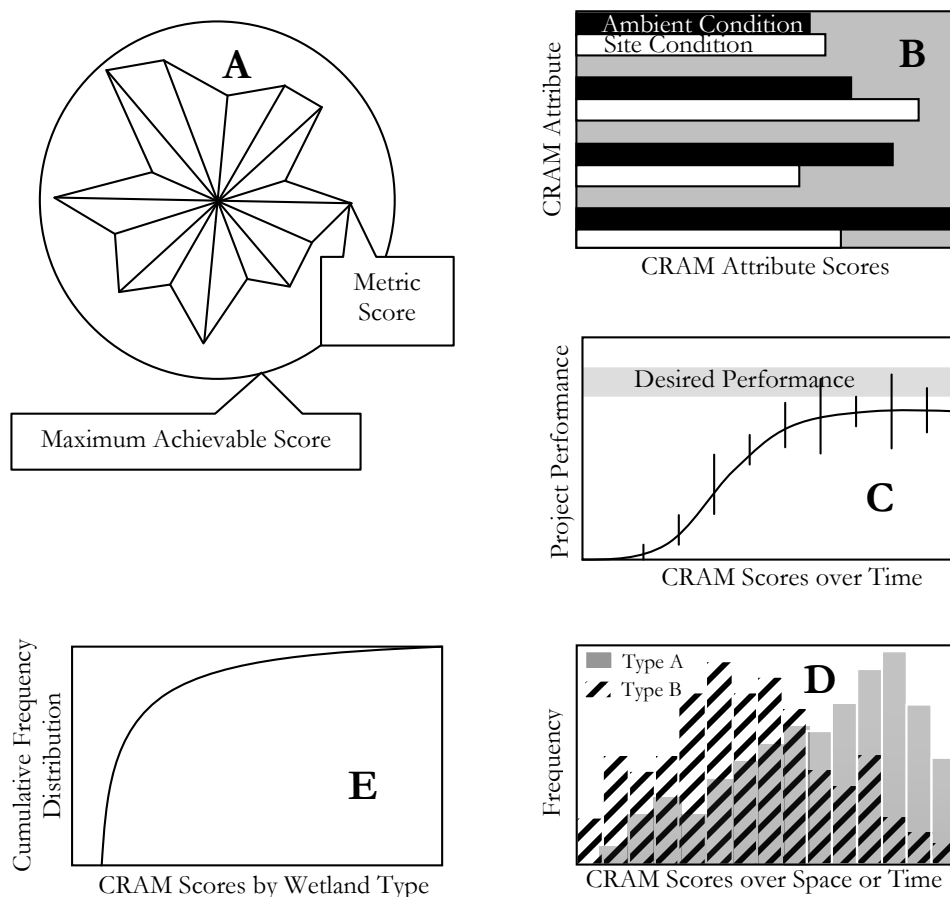 A
Metric
Score
Maximum Achievable Score
Ambient Condition
Site Condition
B
CRAM Attribute
CRAM Attribute Scores
Desired Performance
Project Performance
C
CRAM Scores over Time
Cumulative Frequency
Distribution
E
CRAM Scores by Wetland Type
Type A
Type B
D
Frequency
CRAM Scores over Space or Time